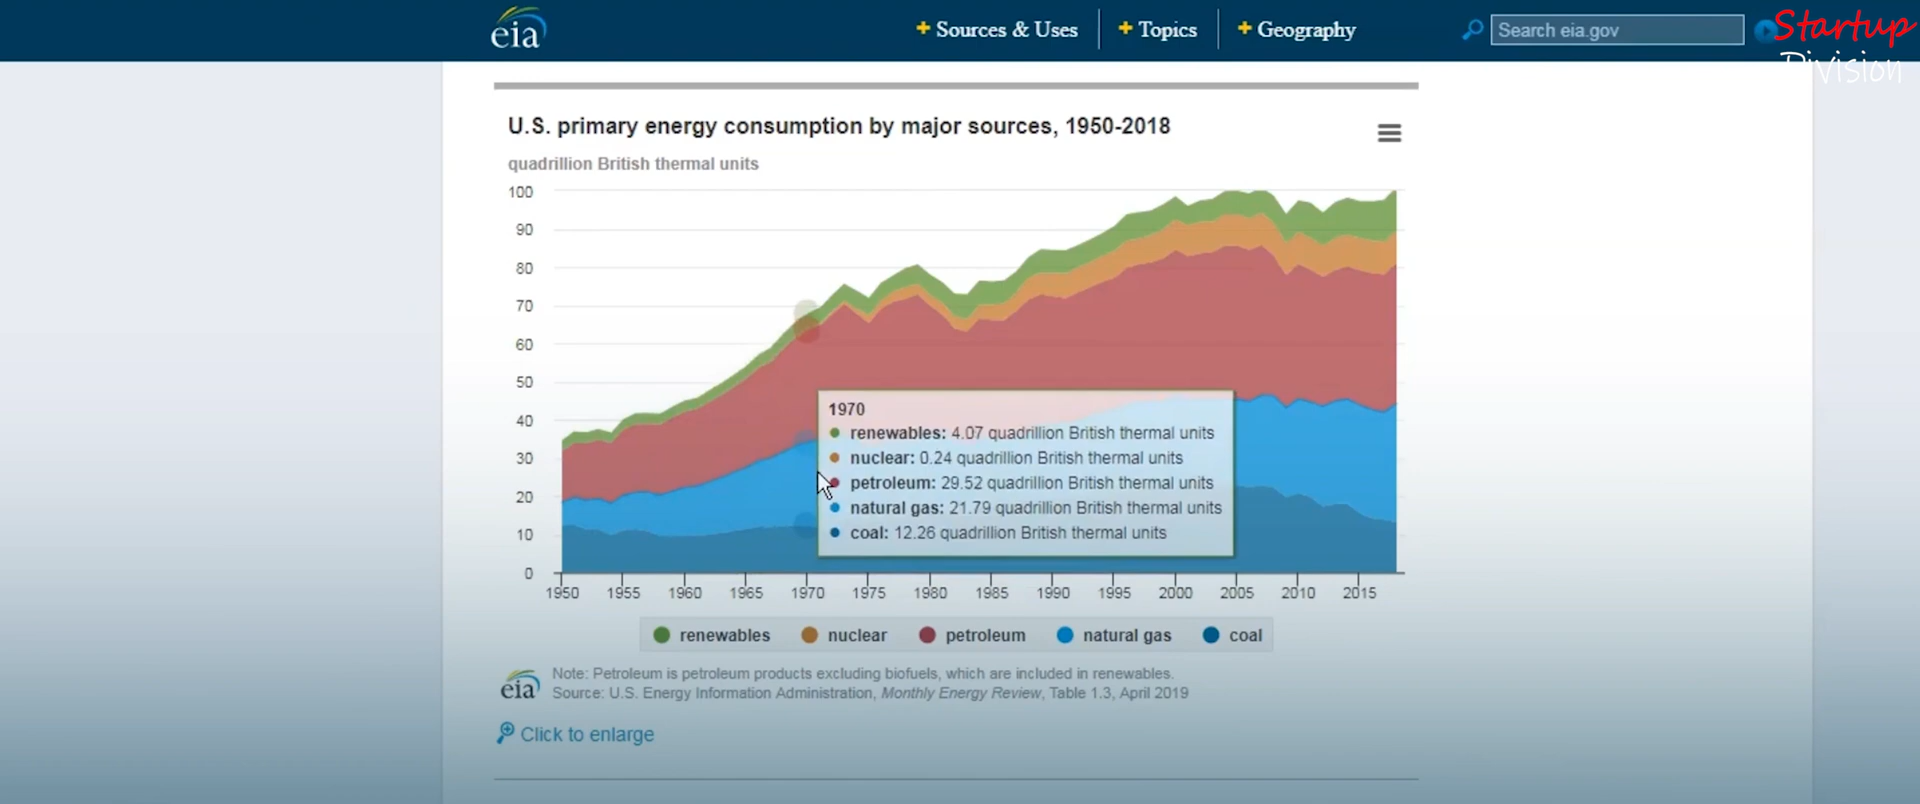 eia
+ Sources & Uses
+ Topics
+ Geography
Search eia.gov
Startup
Division
U.S. primary energy consumption by major sources, 1950-2018
quadrillion British thermal units
100
90
80
70
60
50
40
30
20
10
0
1970
renewables: 4.07 quadrillion British thermal units
nuclear: 0.24 quadrillion British thermal units
petroleum: 29.52 quadrillion British thermal units
natural gas: 21.79 quadrillion British thermal units
coal: 12.26 quadrillion British thermal units
1950 1955 1960 1965 1970 1975 1980 1985 1990 1995 2000 2005 2010 2015
renewables nuclear petroleum natural gas coal
eia
Note: Petroleum is petroleum products excluding biofuels, which are included in renewables.
Source: U.S. Energy Information Administration, Monthly Energy Review, Table 1.3, April 2019
Click to enlarge